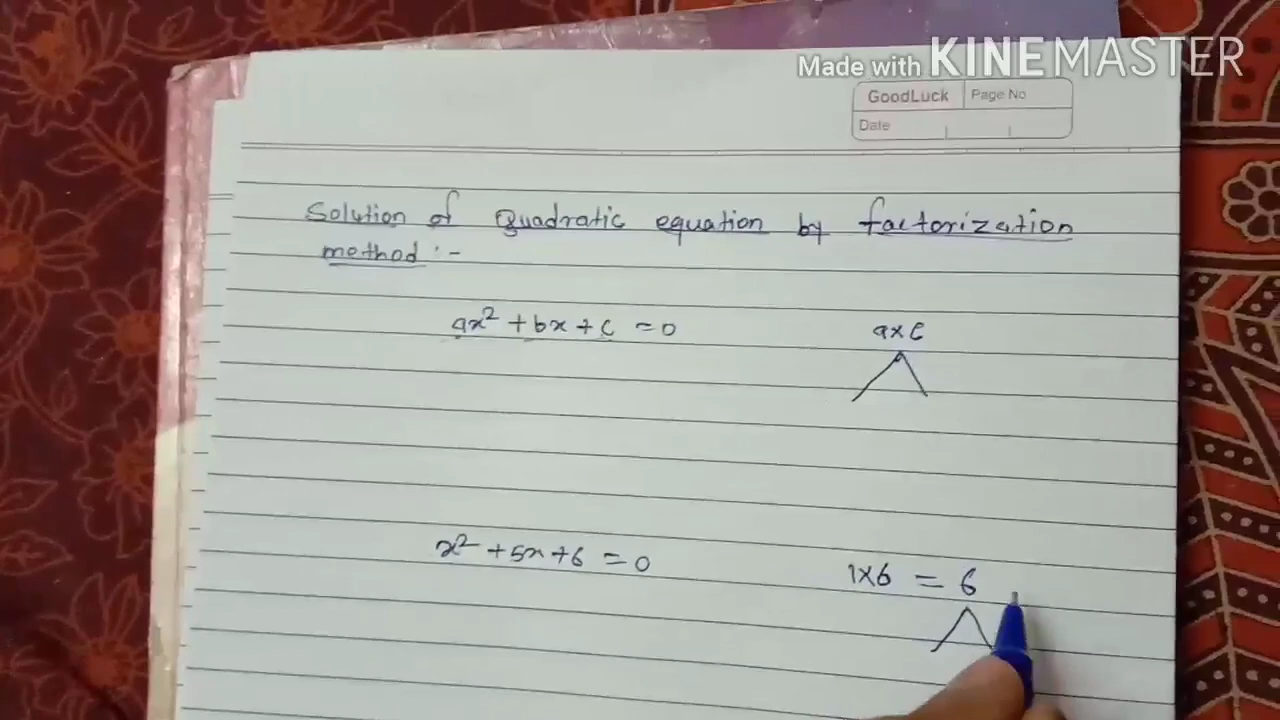 Made with KINEMASTER
GoodLuck Page No
Date
Solution of Quadratic equation by factorization
method :-
ax² + bx + c = 0
a x c
x² + 5x + 6 = 0
1 x 6 = 6